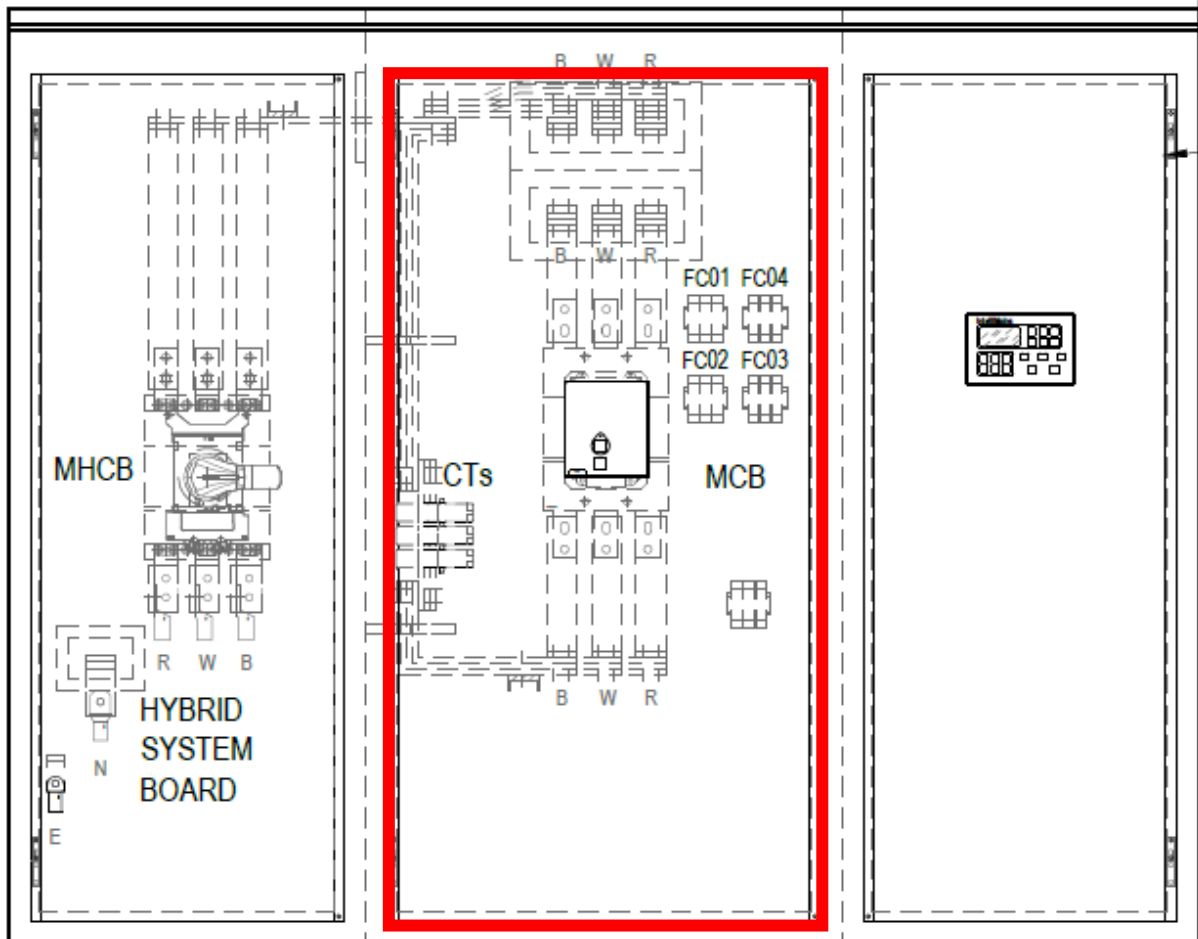 B W R
B W R
FC01 FC04
FC02 FC03
MHCB
CTs
MCB
R W B
B W R
HYBRID
SYSTEM
BOARD
N
E